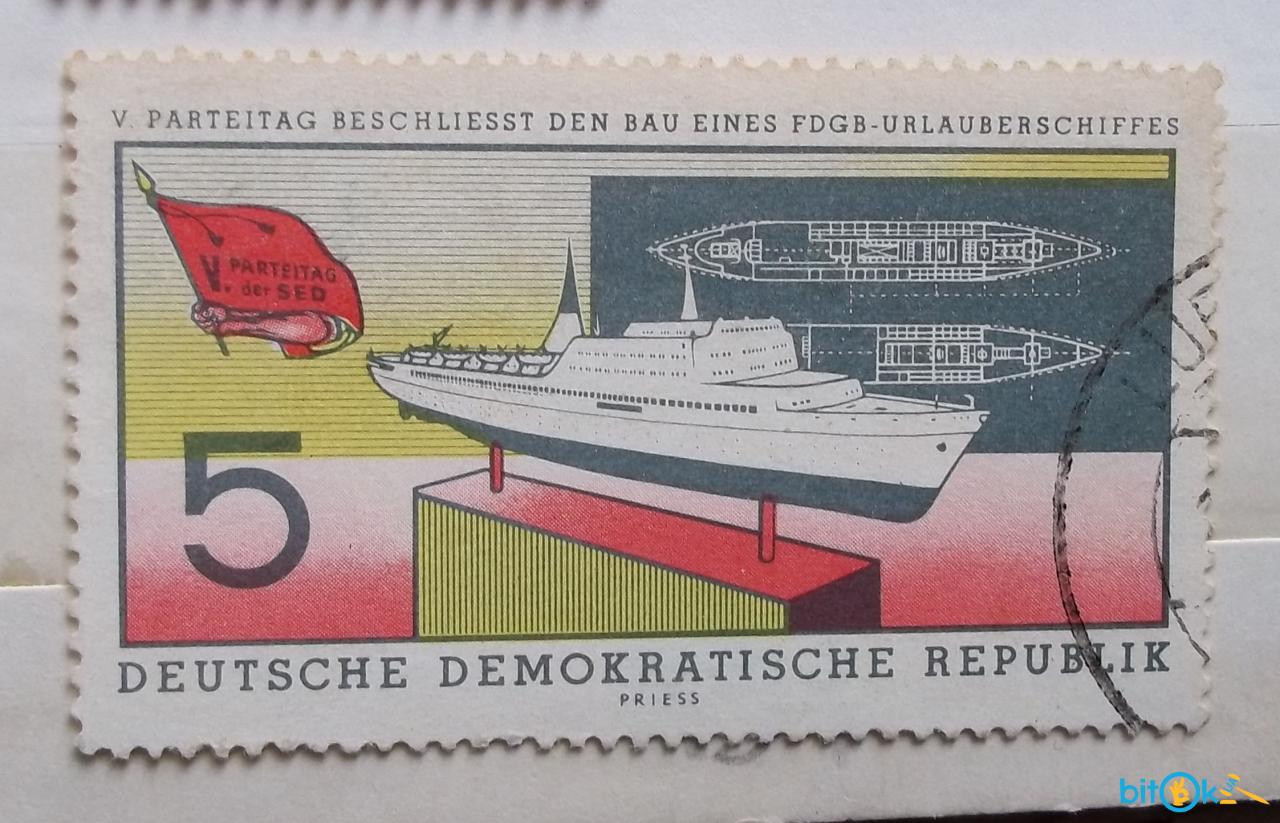 V. PARTEITAG BESCHLIESST DEN BAU EINES FDGB-URLAUBERSCHIFFES
V. PARTEITAG
der SED
5
DEUTSCHE DEMOKRATISCHE REPUBLIK
PRIESS
bitOk